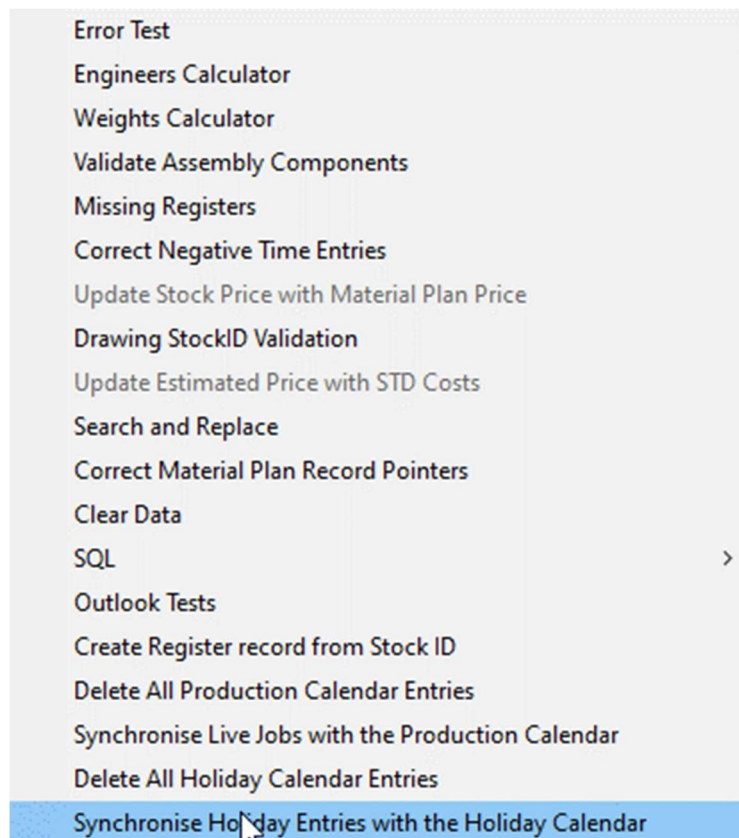 Error Test
Engineers Calculator
Weights Calculator
Validate Assembly Components
Missing Registers
Correct Negative Time Entries
Update Stock Price with Material Plan Price
Drawing StockID Validation
Update Estimated Price with STD Costs
Search and Replace
Correct Material Plan Record Pointers
Clear Data
SQL
Outlook Tests
Create Register record from Stock ID
Delete All Production Calendar Entries
Synchronise Live Jobs with the Production Calendar
Delete All Holiday Calendar Entries
Synchronise Holiday Entries with the Holiday Calendar